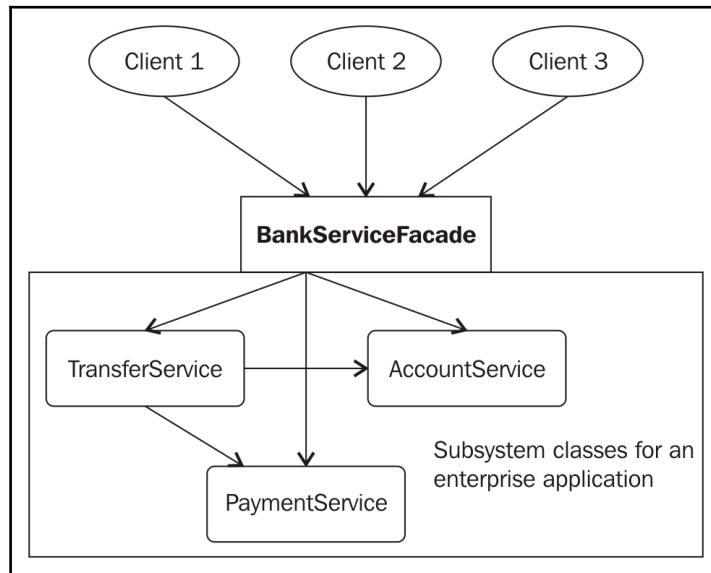 Client 1
Client 2
Client 3
BankServiceFacade
TransferService
AccountService
Subsystem classes for an
enterprise application
PaymentService